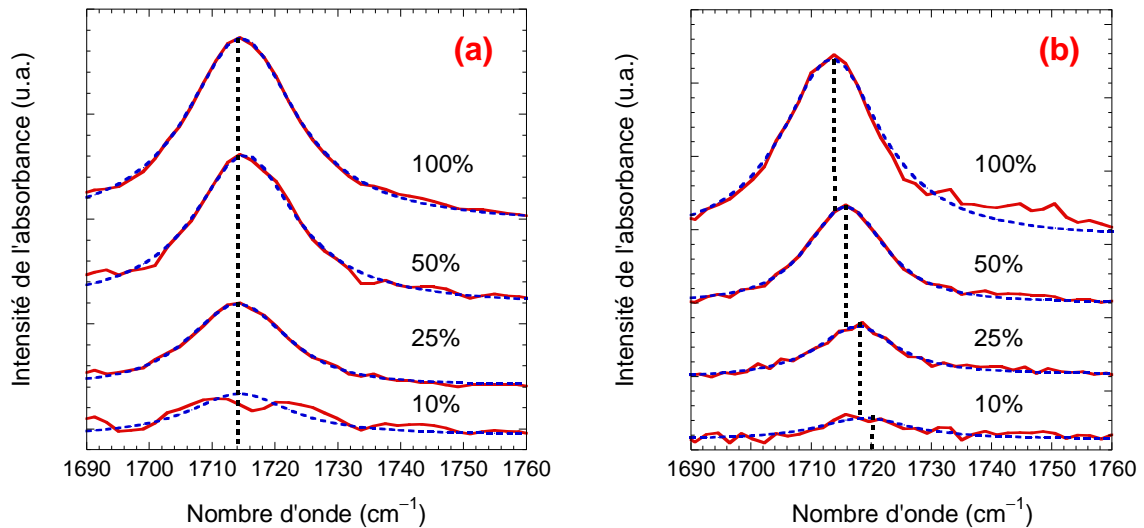 (a)
100%
50%
25%
10%
1690 1700 1710 1720 1730 1740 1750 1760
Nombre d'onde (cm⁻¹)
Intensité de l'absorbance (u.a.)
(b)
100%
50%
25%
10%
1690 1700 1710 1720 1730 1740 1750 1760
Nombre d'onde (cm⁻¹)
Intensité de l'absorbance (u.a.)